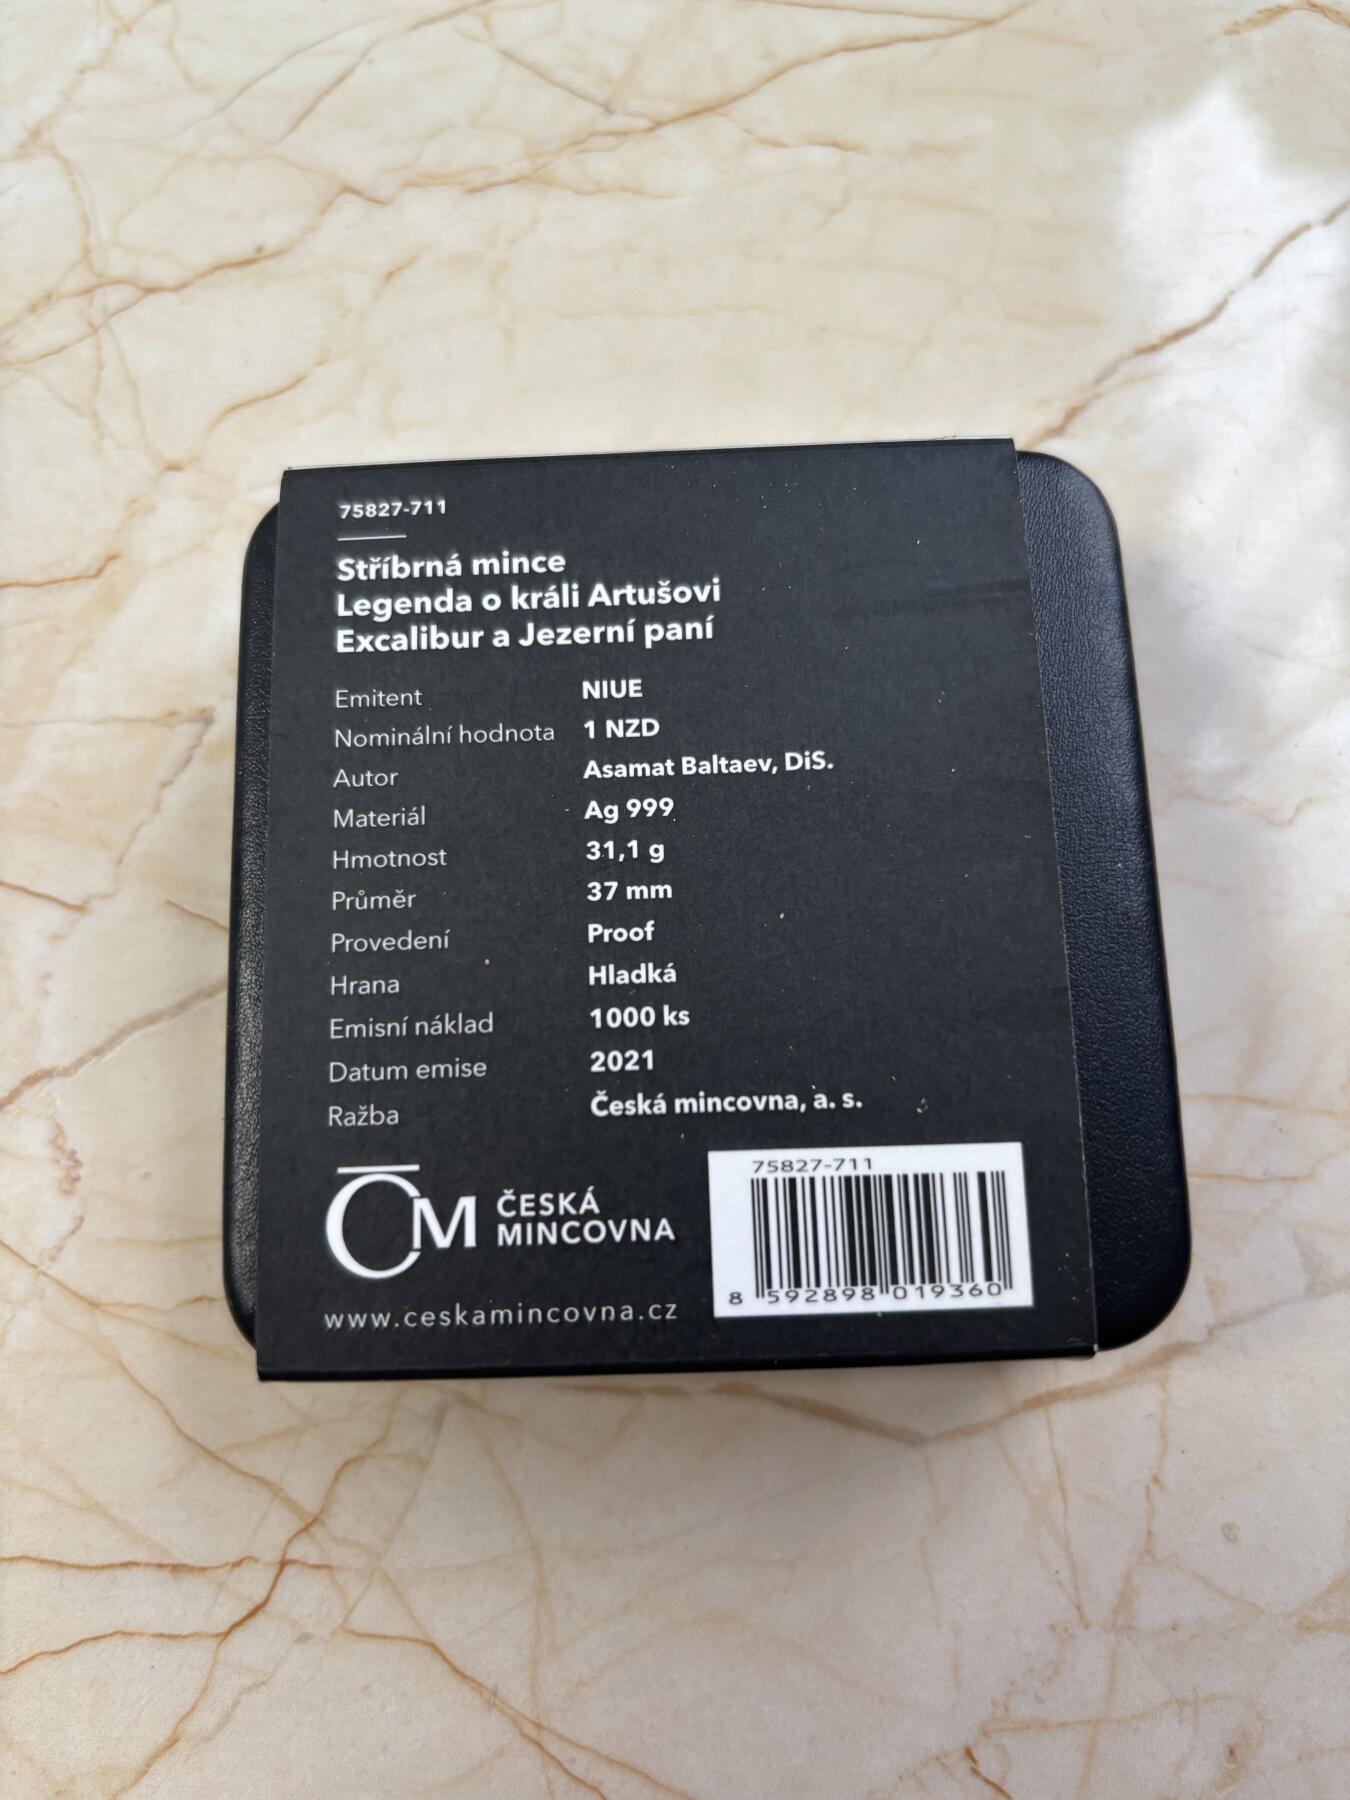 75827-711
Stříbrná mince
Legenda o králi Artušovi
Excalibur a Jezerní paní
Emitent NIUE
Nominální hodnota 1 NZD
Autor Asamat Baltaev, DiS.
Materiál Ag 999
Hmotnost 31,1 g
Průměr 37 mm
Provedení Proof
Hrana Hladká
Emisní náklad 1000 ks
Datum emise 2021
Ražba Česká mincovna, a. s.
ČM ČESKÁ
MINCOVNA
www.ceskamincovna.cz
75827-711
8 592898 019360